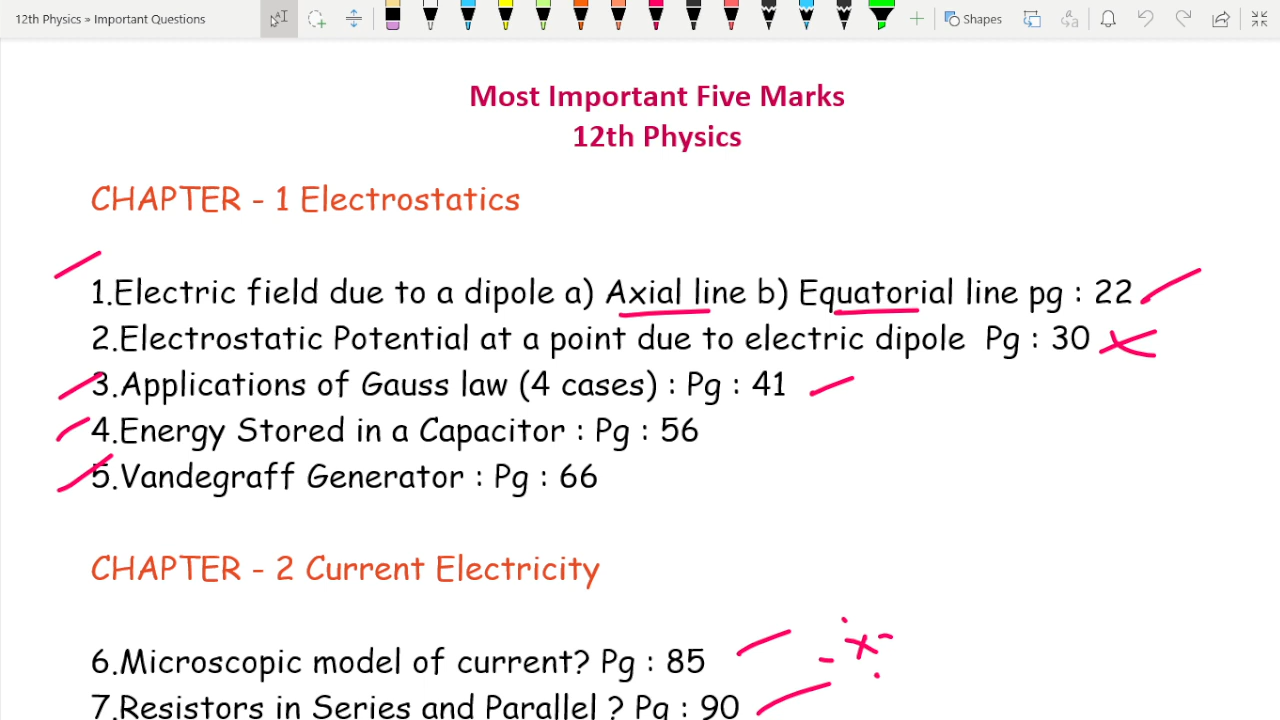 12th Physics » Important Questions
Shapes
Most Important Five Marks
12th Physics
CHAPTER - 1 Electrostatics
1.Electric field due to a dipole a) Axial line b) Equatorial line pg : 22
2.Electrostatic Potential at a point due to electric dipole Pg : 30
3.Applications of Gauss law (4 cases) : Pg : 41
4.Energy Stored in a Capacitor : Pg : 56
5.Vandegraff Generator : Pg : 66
CHAPTER - 2 Current Electricity
6.Microscopic model of current? Pg : 85
7.Resistors in Series and Parallel ? Pg : 90